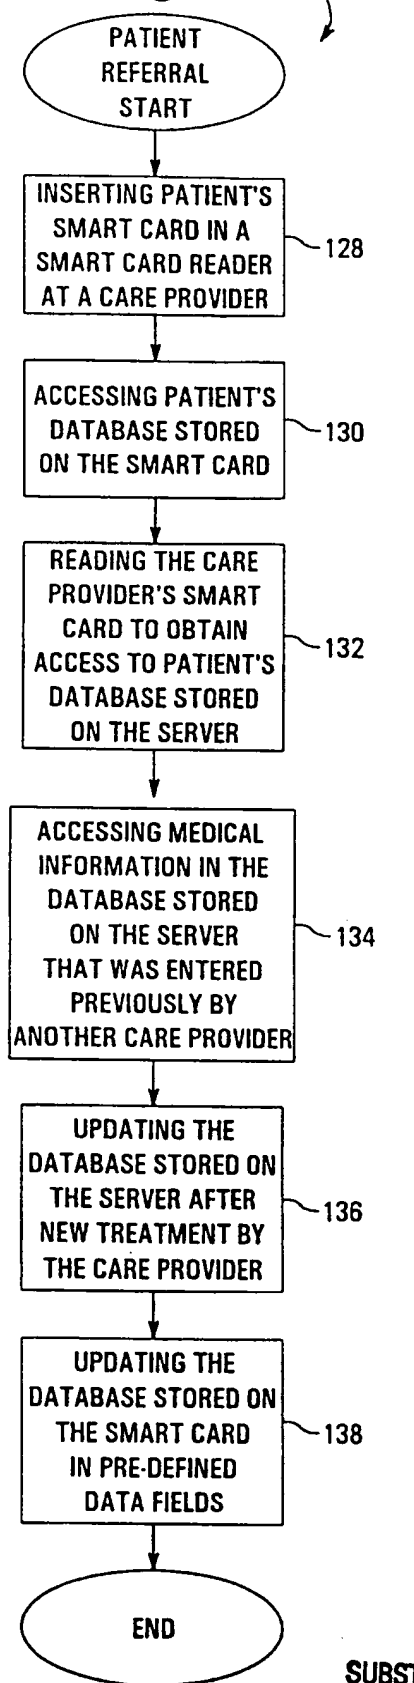 PATIENT
REFERRAL
START
INSERTING PATIENT'S
SMART CARD IN A
SMART CARD READER
AT A CARE PROVIDER
128
ACCESSING PATIENT'S
DATABASE STORED
ON THE SMART CARD
130
READING THE CARE
PROVIDER'S SMART
CARD TO OBTAIN
ACCESS TO PATIENT'S
DATABASE STORED
ON THE SERVER
132
ACCESSING MEDICAL
INFORMATION IN THE
DATABASE STORED
ON THE SERVER
THAT WAS ENTERED
PREVIOUSLY BY
ANOTHER CARE PROVIDER
134
UPDATING THE
DATABASE STORED ON
THE SERVER AFTER
NEW TREATMENT BY
THE CARE PROVIDER
136
UPDATING THE
DATABASE STORED ON
THE SMART CARD
IN PRE-DEFINED
DATA FIELDS
138
END
SUBST